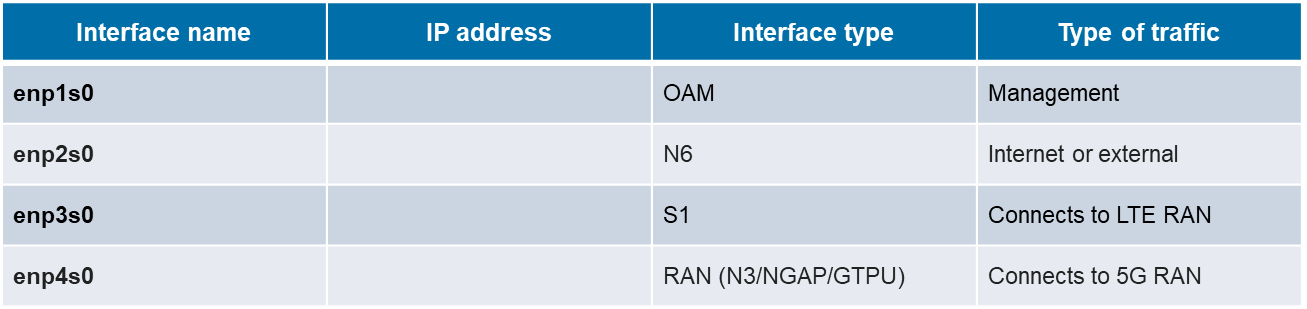 Interface name IP address Interface type Type of traffic
enp1s0 OAM Management
enp2s0 N6 Internet or external
enp3s0 S1 Connects to LTE RAN
enp4s0 RAN (N3/NGAP/GTPU) Connects to 5G RAN